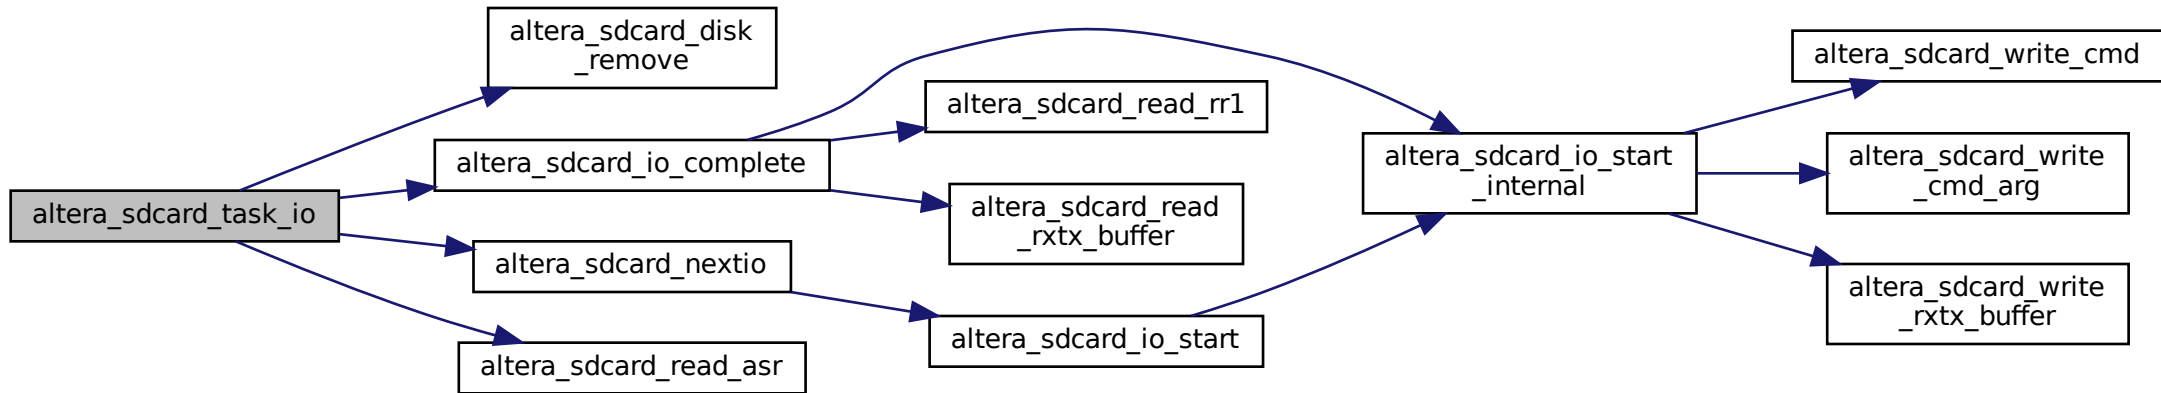 altera_sdcard_task_io
altera_sdcard_disk
_remove
altera_sdcard_io_complete
altera_sdcard_nextio
altera_sdcard_read_asr
altera_sdcard_read_rr1
altera_sdcard_read
_rxtx_buffer
altera_sdcard_io_start
altera_sdcard_io_start
_internal
altera_sdcard_write_cmd
altera_sdcard_write
_cmd_arg
altera_sdcard_write
_rxtx_buffer